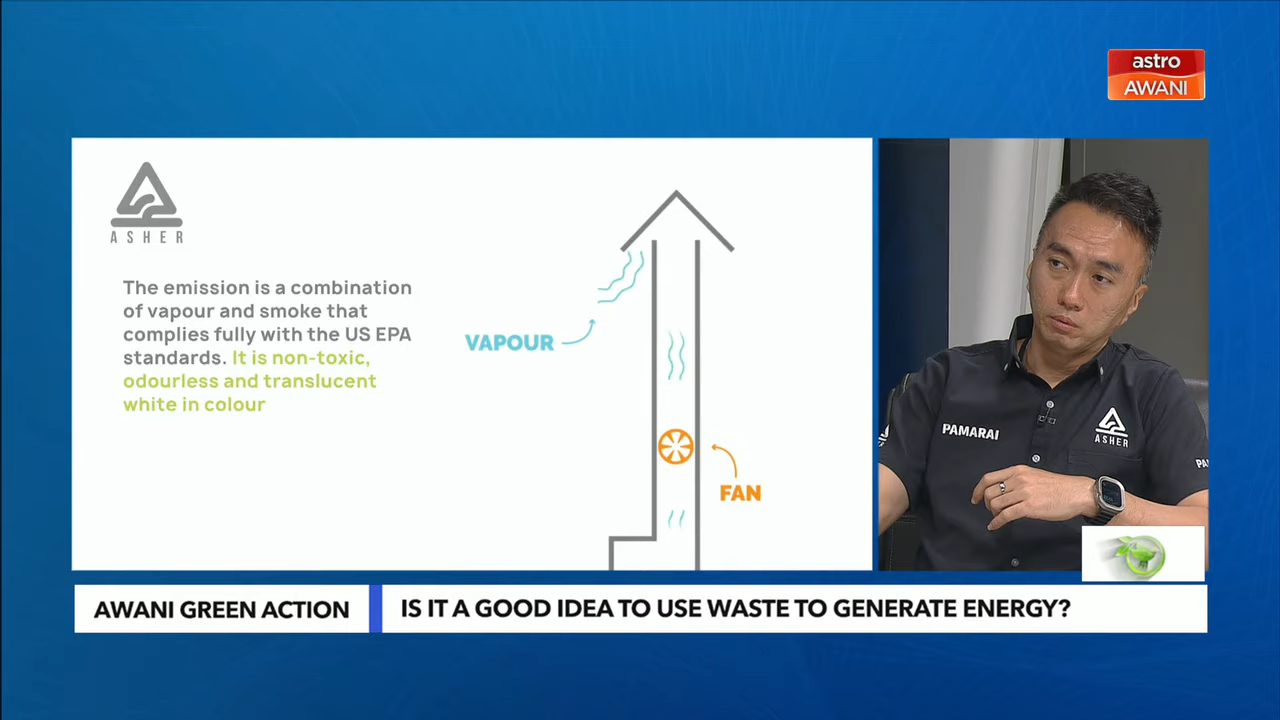 astro
AWANI
ASHER
The emission is a combination
of vapour and smoke that
complies fully with the US EPA
standards. It is non-toxic,
odourless and translucent
white in colour
VAPOUR
FAN
PAMARAI
ASHER
PA
AWANI GREEN ACTION
IS IT A GOOD IDEA TO USE WASTE TO GENERATE ENERGY?